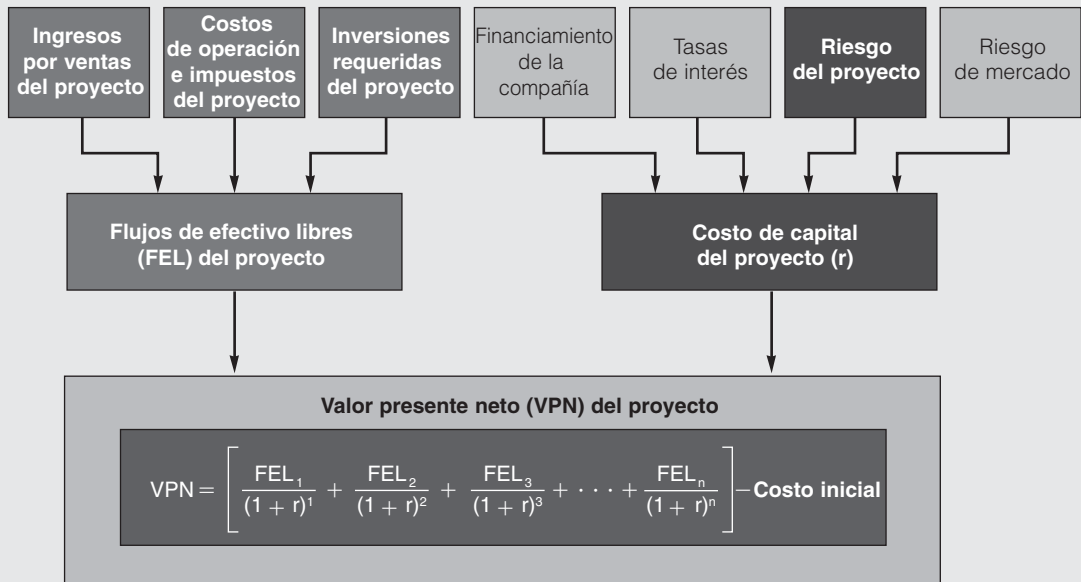 Ingresos
por ventas
del proyecto
Costos
de operación
e impuestos
del proyecto
Inversiones
requeridas
del proyecto
Financiamiento
de la
compañía
Tasas
de interés
Riesgo
del proyecto
Riesgo
de mercado
Flujos de efectivo libres
(FEL) del proyecto
Costo de capital
del proyecto (r)
Valor presente neto (VPN) del proyecto
VPN = [ FEL₁/(1 + r)¹ + FEL₂/(1 + r)² + FEL₃/(1 + r)³ + · · · + FELₙ/(1 + r)ⁿ ] – Costo inicial